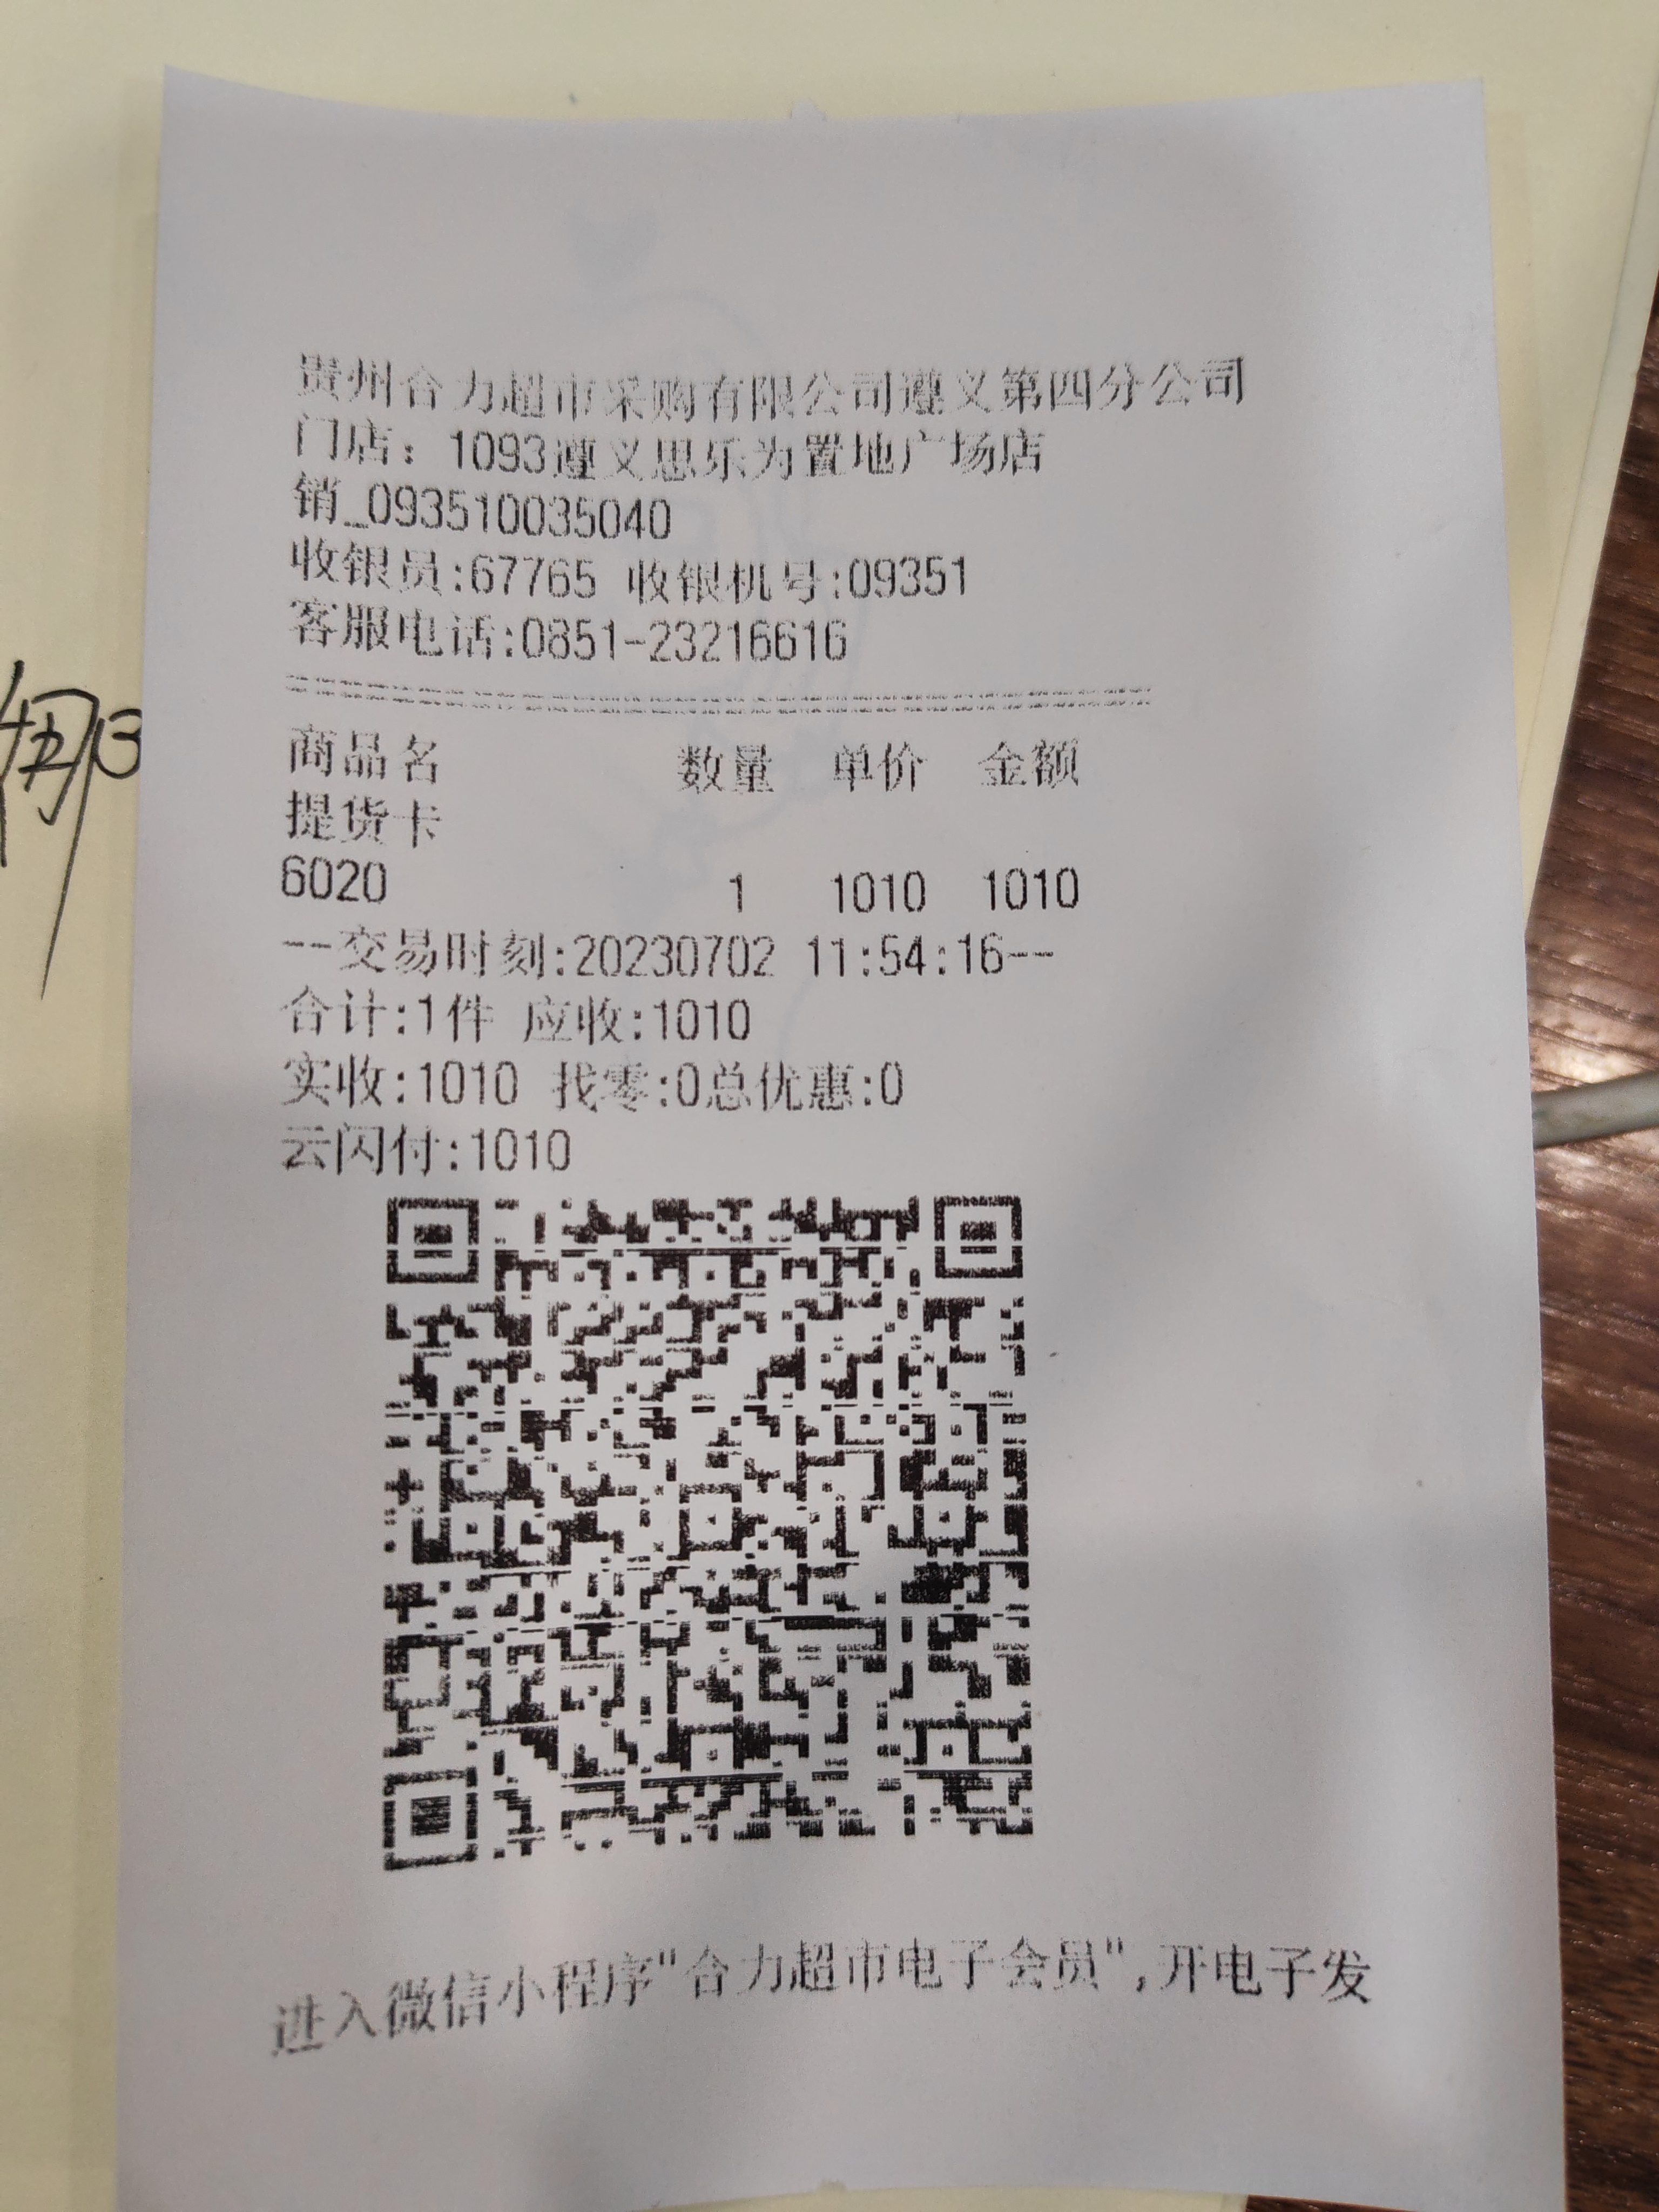 贵州合力超市采购有限公司遵义第四分公司
门店：1093遵义思乐为置地广场店
销_093510035040
收银员:67765 收银机号:09351
客服电话:0851-23216616
商品名 数量 单价 金额
提货卡
6020 1 1010 1010
--交易时刻:20230702 11:54:16--
合计:1件 应收:1010
实收:1010 找零:0总优惠:0
云闪付:1010
进入微信小程序"合力超市电子会员",开电子发